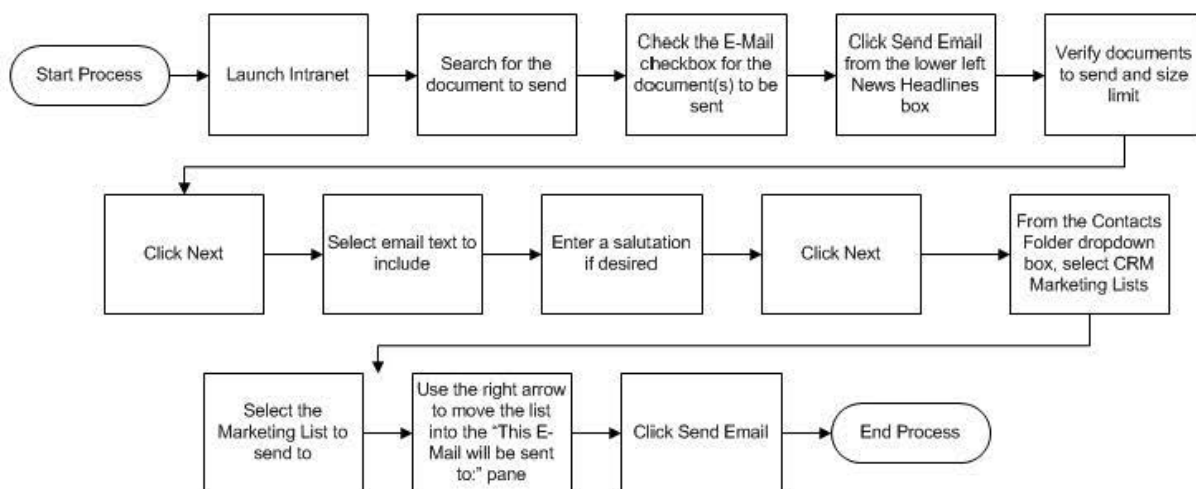 Start Process
Launch Intranet
Search for the
document to send
Check the E-Mail
checkbox for the
document(s) to be
sent
Click Send Email
from the lower left
News Headlines
box
Verify documents
to send and size
limit
Click Next
Select email text to
include
Enter a salutation
if desired
Click Next
From the Contacts
Folder dropdown
box, select CRM
Marketing Lists
Select the
Marketing List to
send to
Use the right arrow
to move the list
into the “This E-
Mail will be sent
to:” pane
Click Send Email
End Process